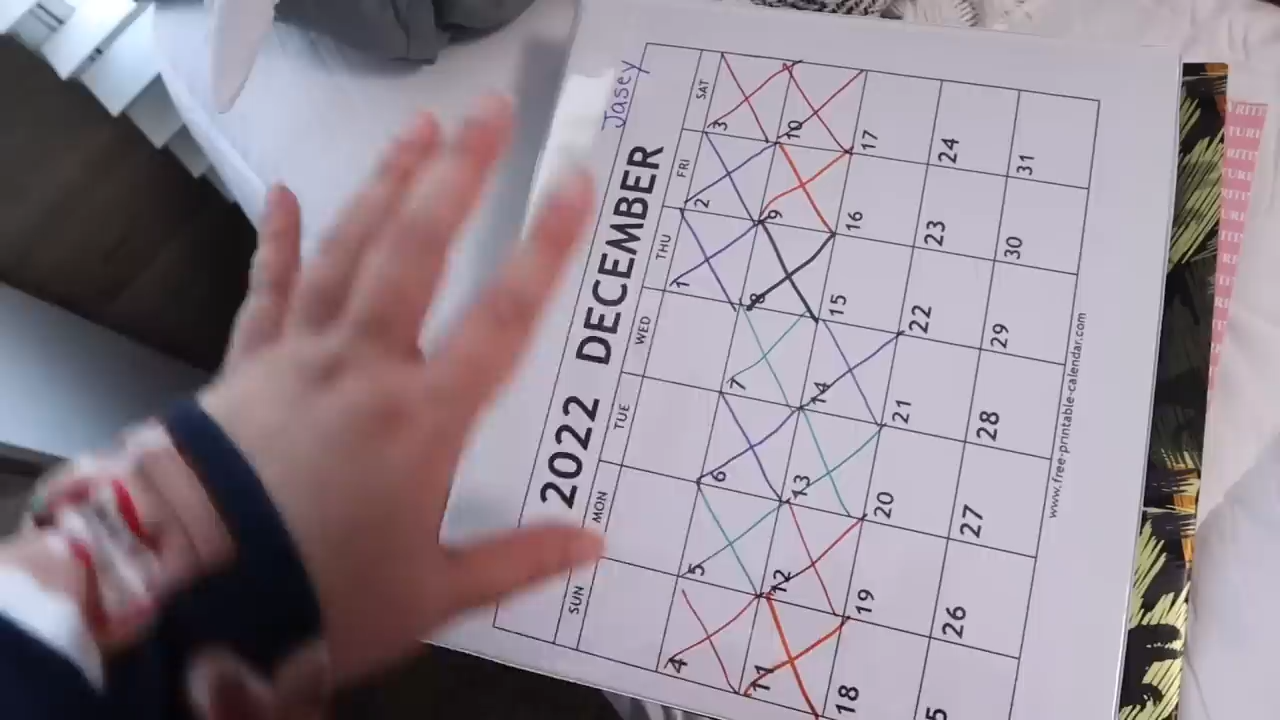 Jasey
2022 DECEMBER
SUN MON TUE WED THU FRI SAT
1 2 3
4 5 6 7 8 9 10
11 12 13 14 15 16 17
18 19 20 21 22 23 24
5 26 27 28 29 30 31
www.free-printable-calendar.com